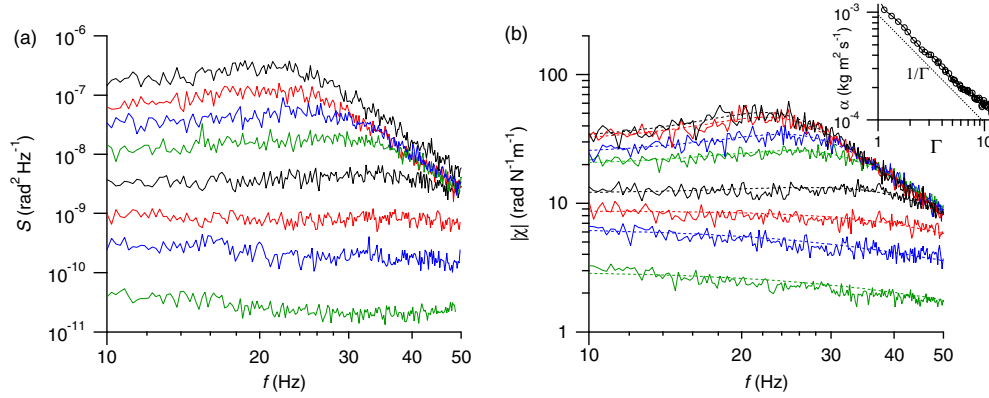 (a)
S (rad² Hz⁻¹)
10⁻⁶
10⁻⁷
10⁻⁸
10⁻⁹
10⁻¹⁰
10⁻¹¹
10 20 30 40 50
f (Hz)
(b)
|χ| (rad N⁻¹m⁻¹)
100
10
1
10 20 30 40 50
f (Hz)
α (kg m² s⁻¹)
10⁻³
10⁻⁴
1/Γ
1 10
Γ